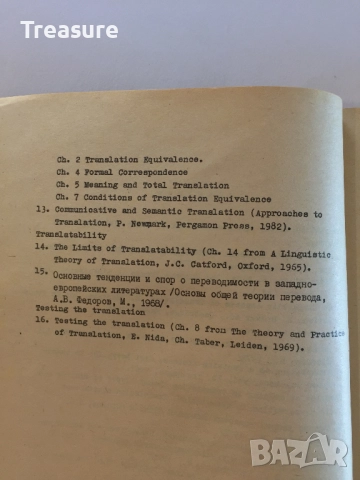 Treasure
Ch. 2 Translation Equivalence.
Ch. 4 Formal Correspondence
Ch. 5 Meaning and Total Translation
Ch. 7 Conditions of Translation Equivalence
13. Communicative and Semantic Translation (Approaches to
Translation, P. Newmark, Pergamon Press, 1982).
Translatability
14. The Limits of Translatability (Ch. 14 from A Linguistic
Theory of Translation, J.C. Catford, Oxford, 1965).
15. Основные тенденции и спор о переводимости в западно-
европейских литературах /Основы общей теории перевода,
А.В. Федоров, М., 1968/.
Testing the translation
16. Testing the translation (Ch. 8 from The Theory and Practice
of Translation, E. Nida, Ch. Taber, Leiden, 1969).
BAZAR
bg